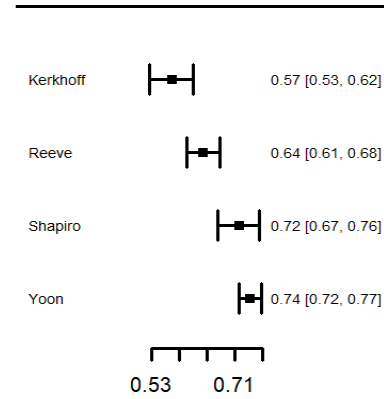 Kerkhoff 0.57 [0.53, 0.62]
Reeve 0.64 [0.61, 0.68]
Shapiro 0.72 [0.67, 0.76]
Yoon 0.74 [0.72, 0.77]
0.53 0.71